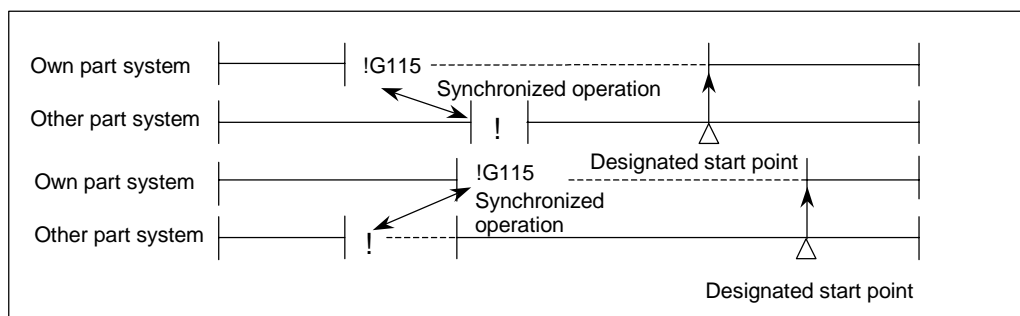 Own part system
!G115
Synchronized operation
Other part system
!
Designated start point
Own part system
!G115
Synchronized
operation
Other part system
!
Designated start point